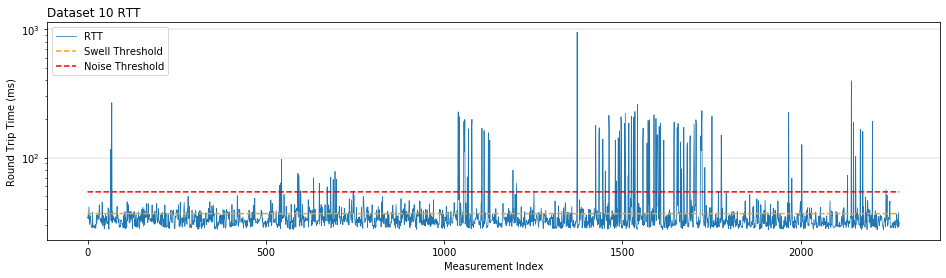 Dataset 10 RTT
RTT
Swell Threshold
Noise Threshold
Round Trip Time (ms)
10³
10²
0
500
1000
1500
2000
Measurement Index